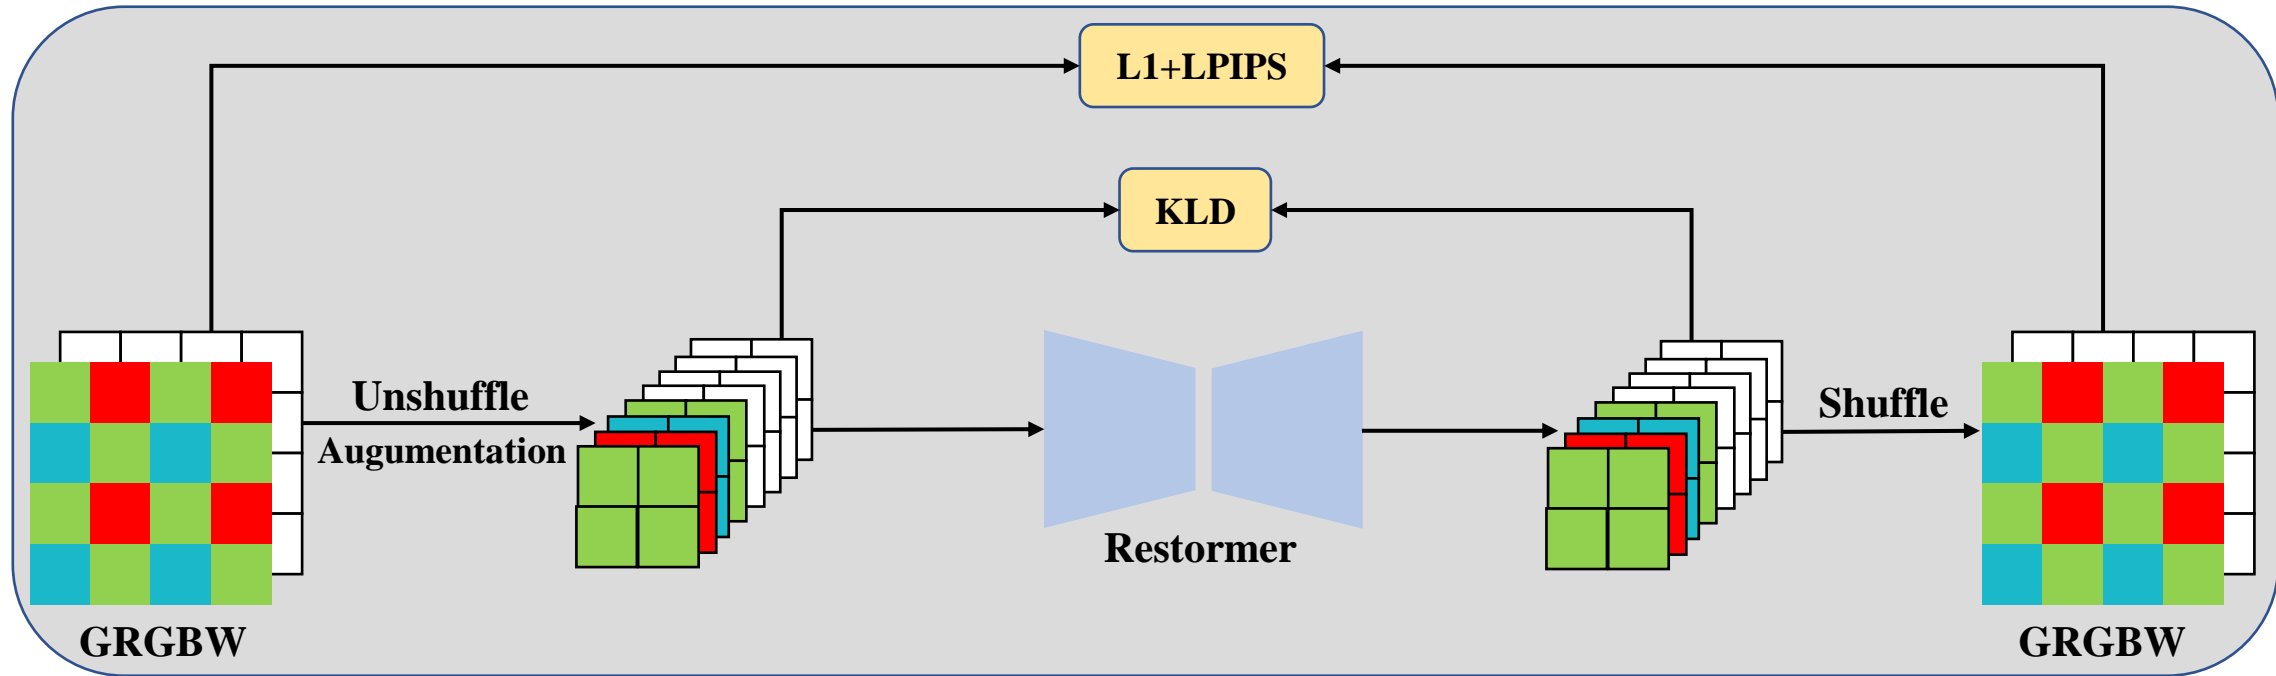 L1+LPIPS
KLD
Unshuffle
Augumentation
Shuffle
Restormer
GRGBW
GRGBW